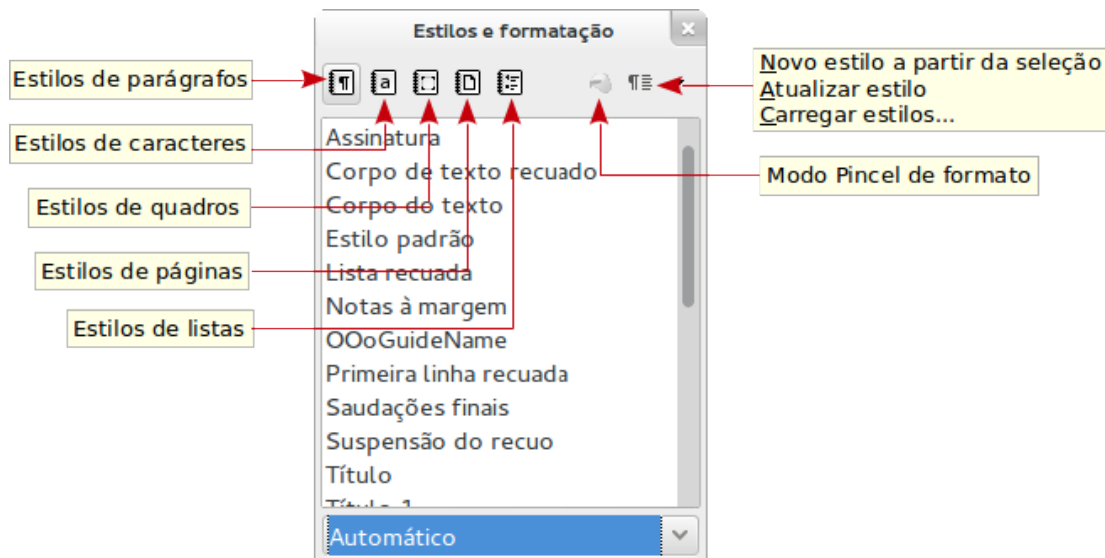 Estilos e formatação
Estilos de parágrafos
Estilos de caracteres
Estilos de quadros
Estilos de páginas
Estilos de listas
Novo estilo a partir da seleção
Atualizar estilo
Carregar estilos...
Modo Pincel de formato
Assinatura
Corpo de texto recuado
Corpo do texto
Estilo padrão
Lista recuada
Notas à margem
OOoGuideName
Primeira linha recuada
Saudações finais
Suspensão do recuo
Título
Título 1
Automático